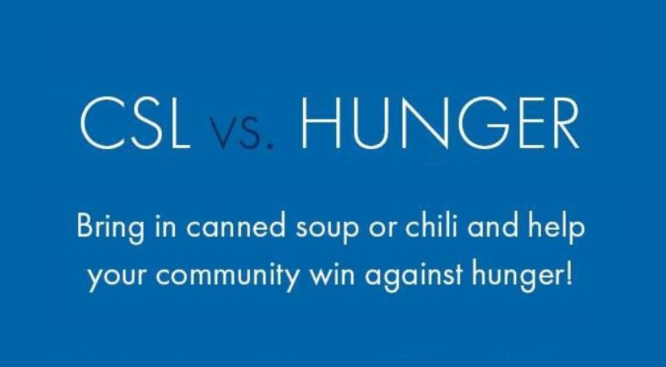 CSL vs. HUNGER
Bring in canned soup or chili and help
your community win against hunger!